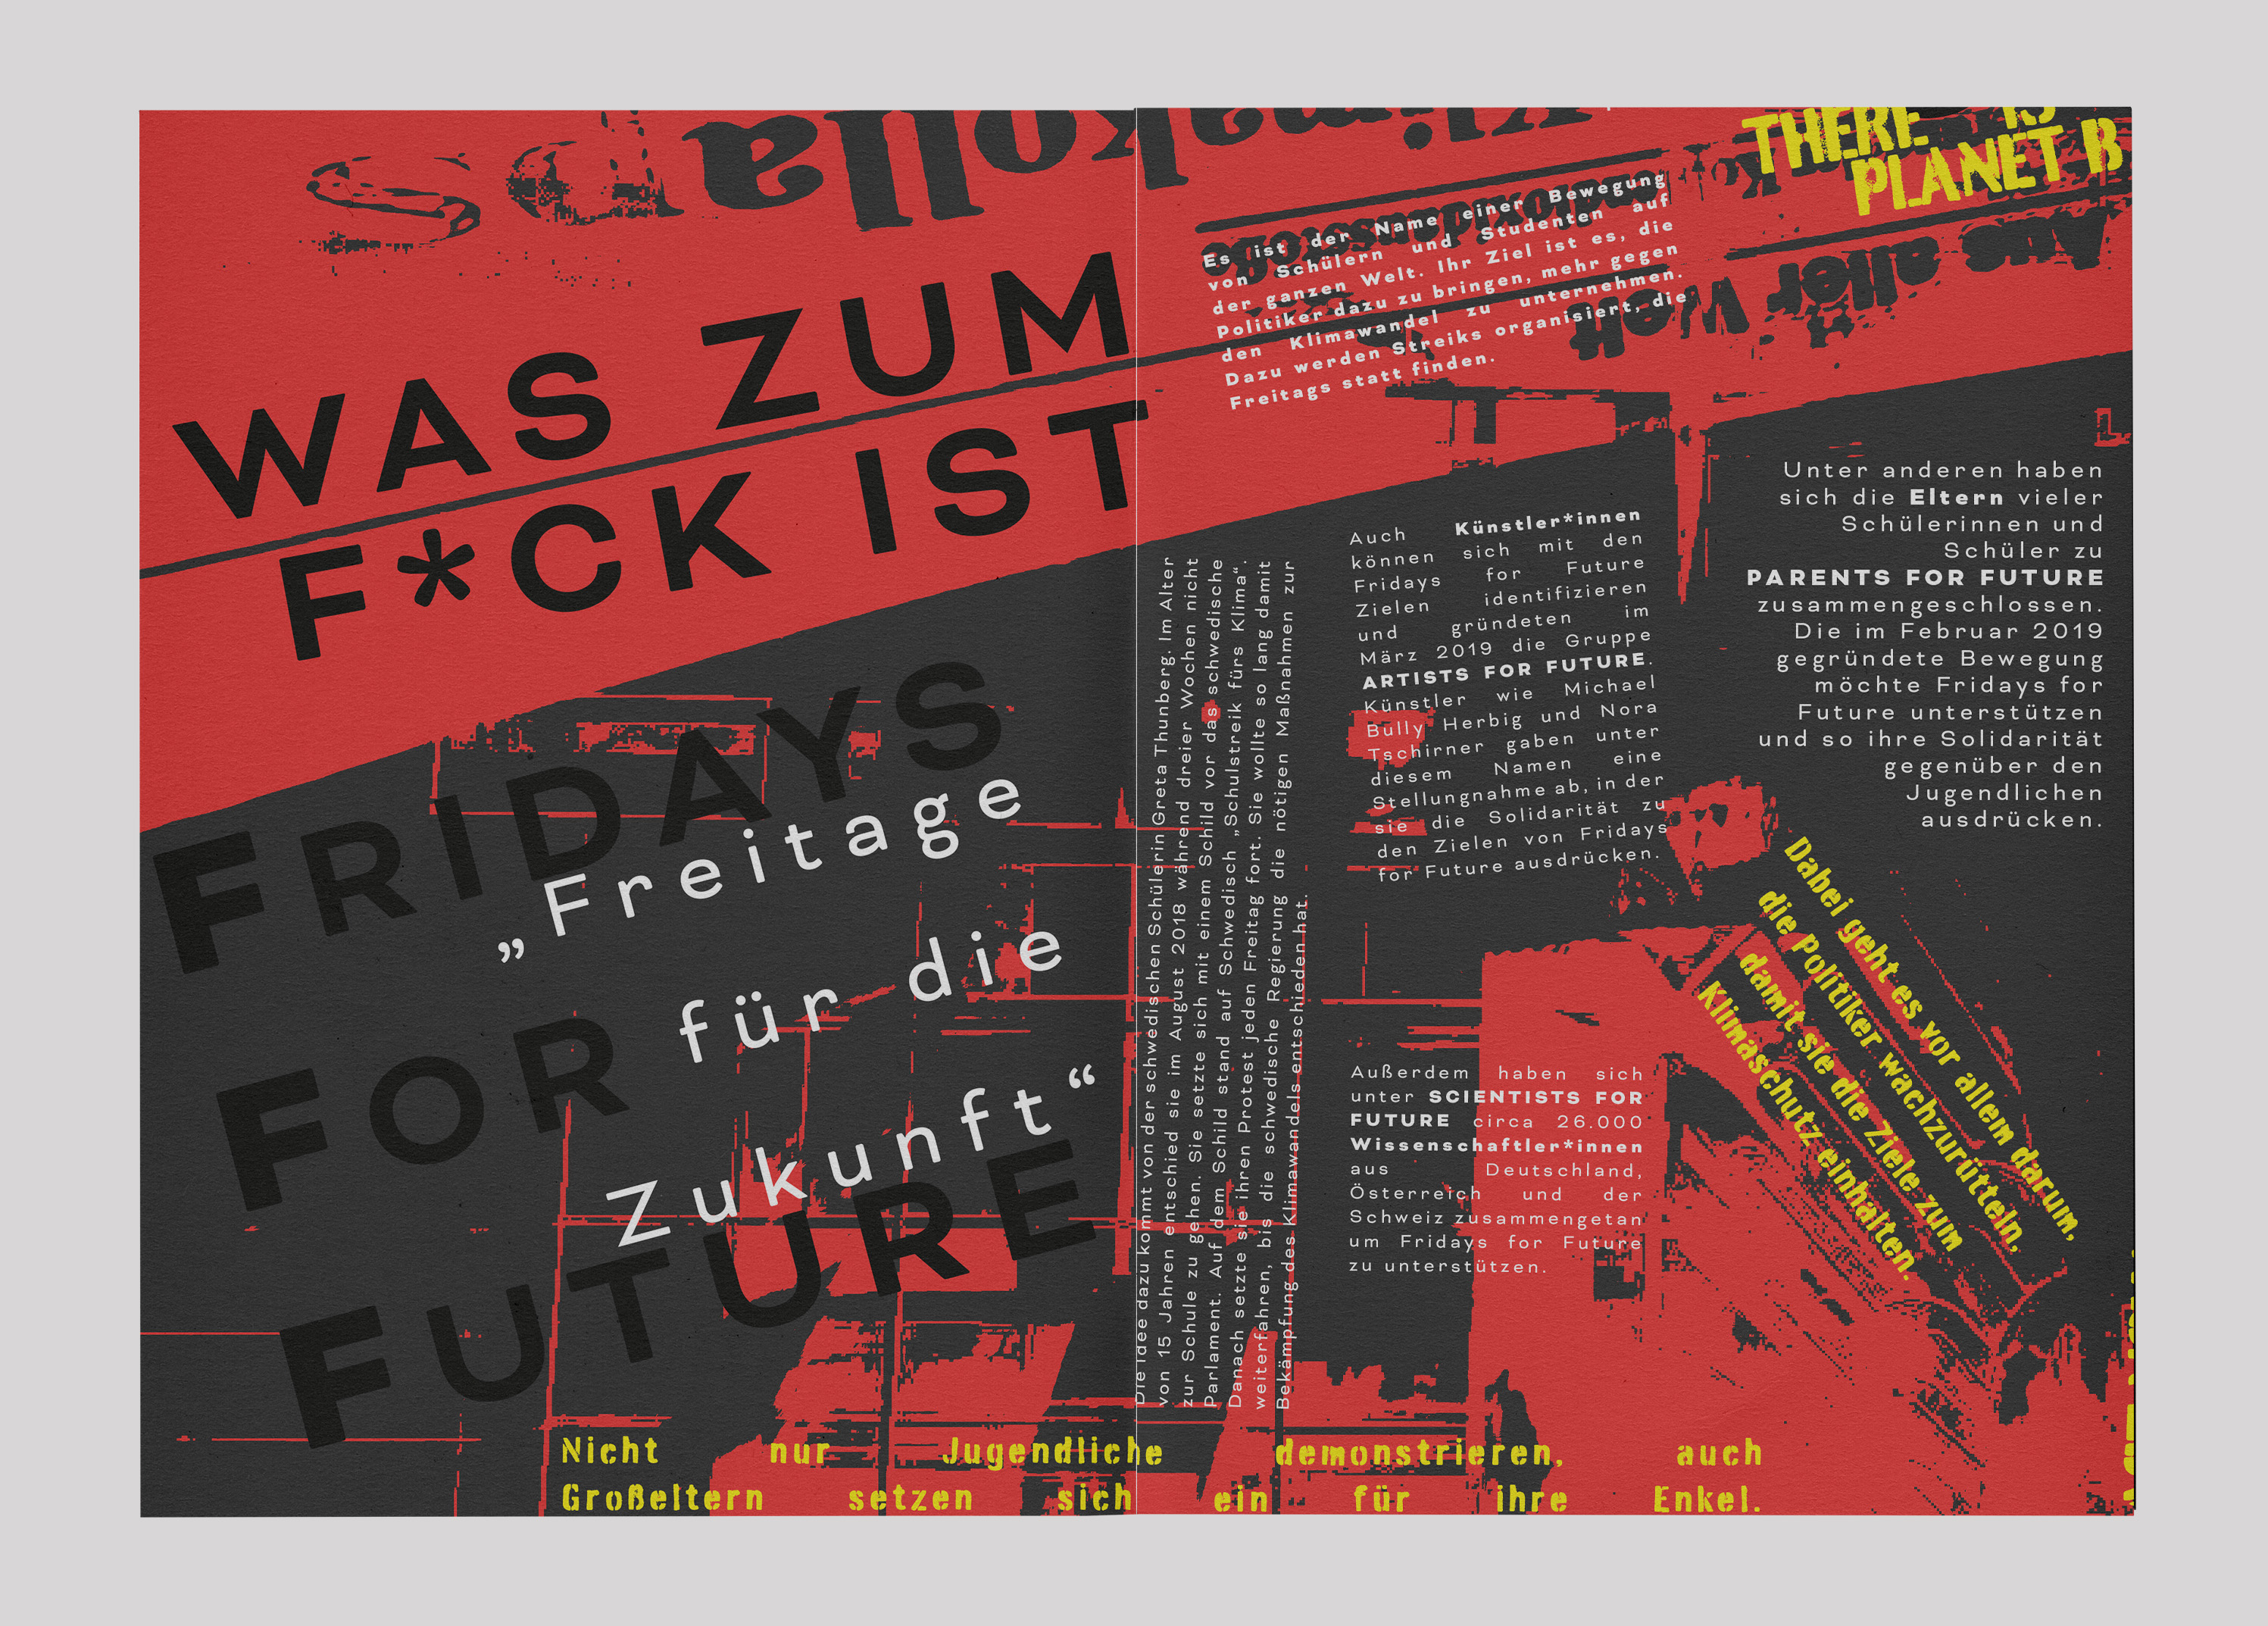 WAS ZUM
F*CK IST
FRIDAYS
FOR
FUTURE
„Freitage
für die
Zukunft“
Es ist der Name einer Bewegung
von Schülern und Studenten auf
der ganzen Welt. Ihr Ziel ist es, die
Politiker dazu zu bringen, mehr gegen
den Klimawandel zu unternehmen.
Dazu werden Streiks organisiert, die
Freitags statt finden.
THERE IS
PLANET B
Aus aller Welt
Die Idee dazu kommt von der schwedischen Schülerin Greta Thunberg. Im Alter
von 15 Jahren entschied sie im August 2018 während dreier Wochen nicht
zur Schule zu gehen. Sie setzte sich mit einem Schild vor das schwedische
Parlament. Auf dem Schild stand auf Schwedisch „Schulstreik fürs Klima“.
Danach setzte sie ihren Protest jeden Freitag fort. Sie wollte so lang damit
weiterfahren, bis die schwedische Regierung die nötigen Maßnahmen zur
Bekämpfung des Klimawandels entschieden hat.
Auch Künstler*innen
können sich mit den
Fridays for Future
Zielen identifizieren
und gründeten im
März 2019 die Gruppe
ARTISTS FOR FUTURE.
Künstler wie Michael
Bully Herbig und Nora
Tschirner gaben unter
diesem Namen eine
Stellungnahme ab, in der
sie die Solidarität zu
den Zielen von Fridays
for Future ausdrücken.
Außerdem haben sich
unter SCIENTISTS FOR
FUTURE circa 26.000
Wissenschaftler*innen
aus Deutschland,
Österreich und der
Schweiz zusammengetan
um Fridays for Future
zu unterstützen.
Unter anderen haben
sich die Eltern vieler
Schülerinnen und
Schüler zu
PARENTS FOR FUTURE
zusammengeschlossen.
Die im Februar 2019
gegründete Bewegung
möchte Fridays for
Future unterstützen
und so ihre Solidarität
gegenüber den
Jugendlichen
ausdrücken.
Dabei geht es vor allem darum,
die Politiker wachzurütteln,
damit sie die Ziele zum
Klimaschutz einhalten.
Nicht nur Jugendliche demonstrieren, auch
Großeltern setzen sich ein für ihre Enkel.